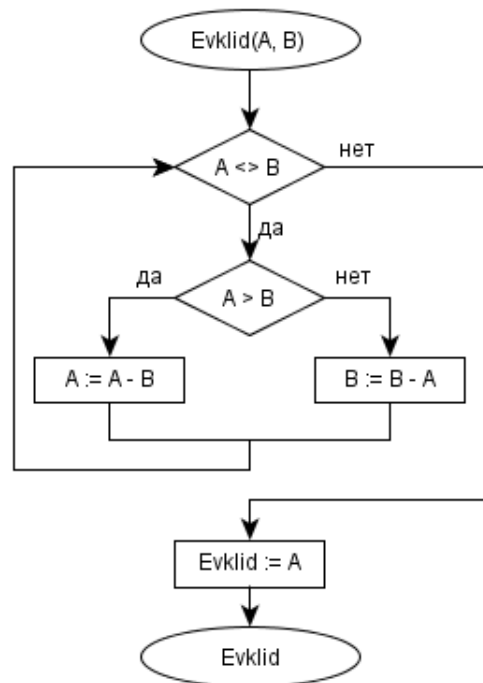 Evklid(A, B)
A <> B
нет
да
A > B
да
нет
A := A - B
B := B - A
Evklid := A
Evklid